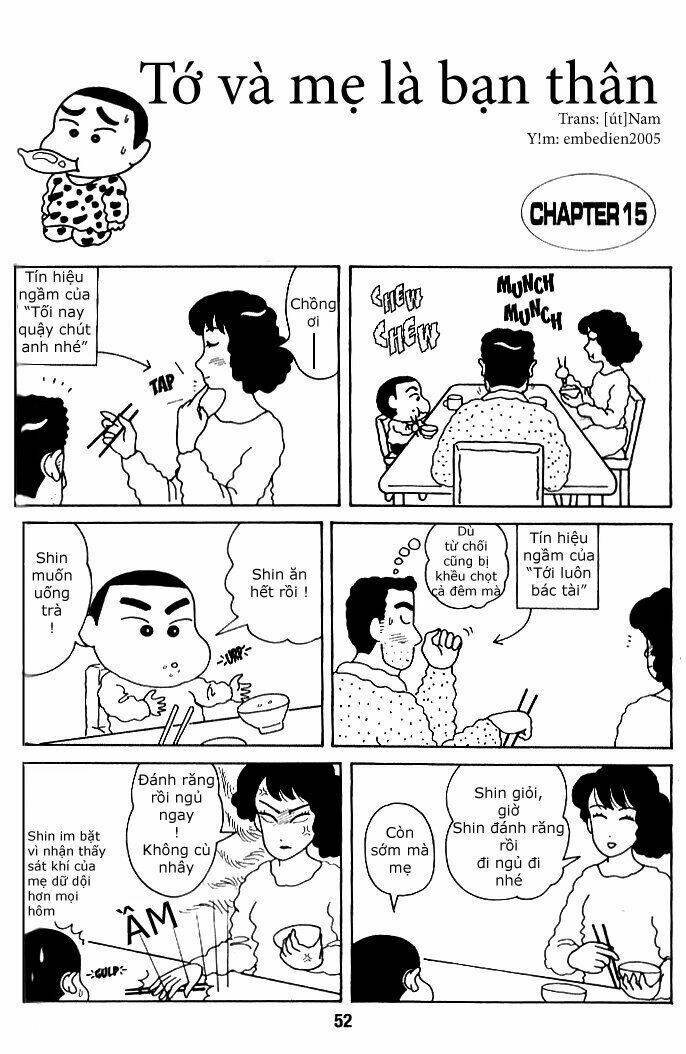 Tớ và mẹ là bạn thân
Trans: [út]Nam
Y!m: embedien2005
CHAPTER 15
CHEW
CHEW
MUNCH
MUNCH
Chồng
ơi
Tín hiệu
ngầm của
“Tối nay
quậy chút
anh nhé”
TAP
Tín hiệu
ngầm của
“Tới luôn
bác tài”
Dù
từ chối
cũng bị
khều chọt
cả đêm mà
Shin ăn
hết rồi !
Shin
muốn
uống
trà
!
URP
Shin giỏi,
giờ
Shin đánh răng
rồi
đi ngủ đi
nhé
Còn
sớm mà
mẹ
Đánh răng
rồi ngủ
ngay
!
Không cù
nhây
Shin im bặt
vì nhận thấy
sát khí của
mẹ dữ dội
hơn mọi
hôm
ẦM
GULP
52